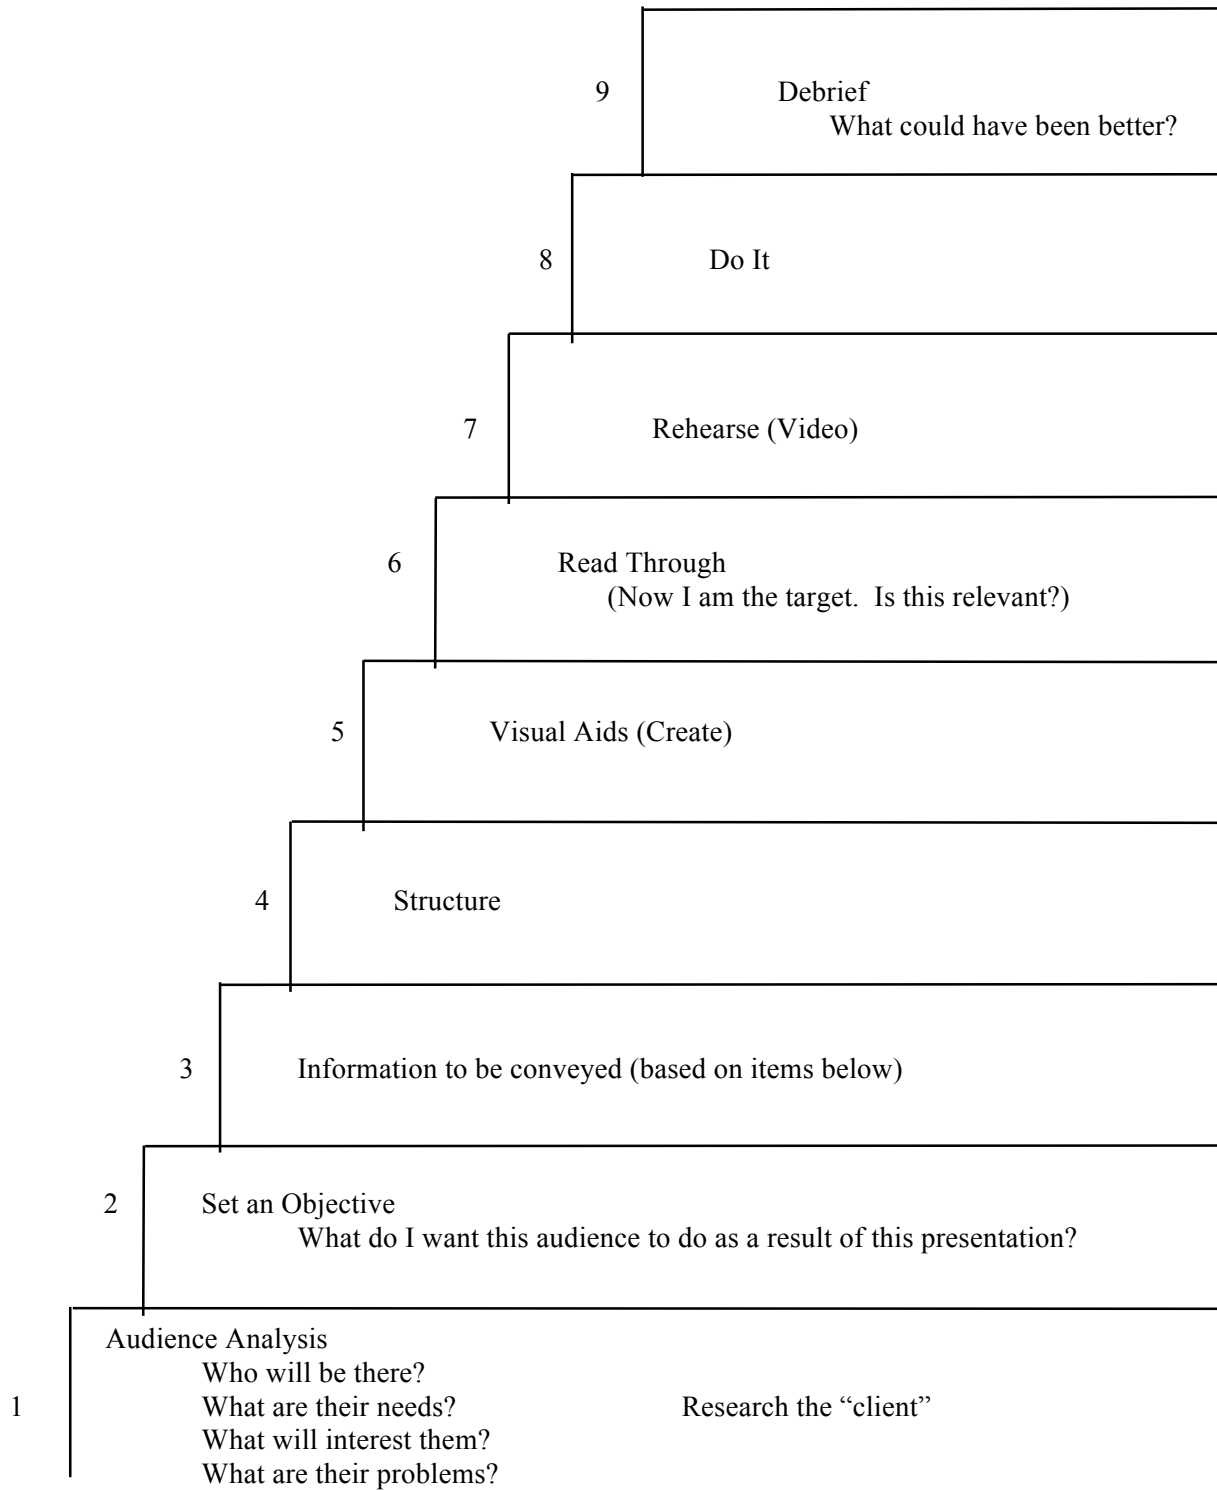 9 Debrief
What could have been better?
8 Do It
7 Rehearse (Video)
6 Read Through
(Now I am the target.  Is this relevant?)
5 Visual Aids (Create)
4 Structure
3 Information to be conveyed (based on items below)
2 Set an Objective
What do I want this audience to do as a result of this presentation?
Audience Analysis
Who will be there?
1 What are their needs? Research the “client”
What will interest them?
What are their problems?